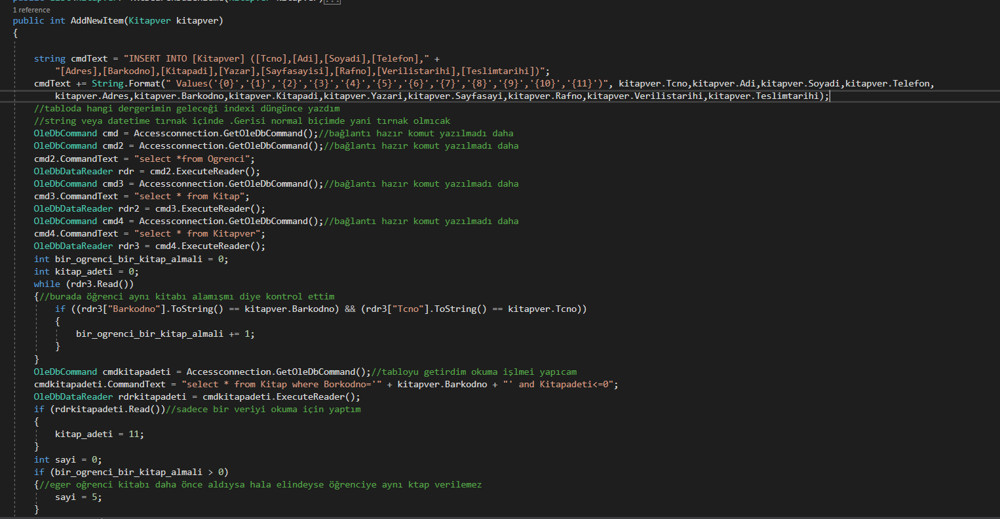 1 reference
public int AddNewItem(Kitapver kitapver)
{
string cmdText = "INSERT INTO [Kitapver] ([Tcno],[Adi],[Soyadi],[Telefon]," +
"[Adres],[Barkodno],[Kitapadi],[Yazar],[Sayfasayisi],[Rafno],[Verilistarihi],[Teslimtarihi])";
cmdText += String.Format(" Values('{0}','{1}','{2}','{3}','{4}','{5}','{6}','{7}','{8}','{9}','{10}','{11}')", kitapver.Tcno,kitapver.Adi,kitapver.Soyadi,kitapver.Telefon,
kitapver.Adres,kitapver.Barkodno,kitapver.Kitapadi,kitapver.Yazari,kitapver.Sayfasayi,kitapver.Rafno,kitapver.Verilistarihi,kitapver.Teslimtarihi);
//tabloda hangi dergerimin geleceği indexi düngünce yazdım
//string veya datetime tırnak içinde .Gerisi normal biçimde yani tırnak olmıcak
OleDbCommand cmd = Accessconnection.GetOleDbCommand();//bağlantı hazır komut yazılmadı daha
OleDbCommand cmd2 = Accessconnection.GetOleDbCommand();//bağlantı hazır komut yazılmadı daha
cmd2.CommandText = "select *from Ogrenci";
OleDbDataReader rdr = cmd2.ExecuteReader();
OleDbCommand cmd3 = Accessconnection.GetOleDbCommand();//bağlantı hazır komut yazılmadı daha
cmd3.CommandText = "select * from Kitap";
OleDbDataReader rdr2 = cmd3.ExecuteReader();
OleDbCommand cmd4 = Accessconnection.GetOleDbCommand();//bağlantı hazır komut yazılmadı daha
cmd4.CommandText = "select * from Kitapver";
OleDbDataReader rdr3 = cmd4.ExecuteReader();
int bir_ogrenci_bir_kitap_almali = 0;
int kitap_adeti = 0;
while (rdr3.Read())
{//burada öğrenci aynı kitabı alamışmı diye kontrol ettim
if ((rdr3["Barkodno"].ToString() == kitapver.Barkodno) && (rdr3["Tcno"].ToString() == kitapver.Tcno))
{
bir_ogrenci_bir_kitap_almali += 1;
}
}
OleDbCommand cmdkitapadeti = Accessconnection.GetOleDbCommand();//tabloyu getirdim okuma işlmei yapıcam
cmdkitapadeti.CommandText = "select * from Kitap where Borkodno='" + kitapver.Barkodno + "' and Kitapadeti<=0";
OleDbDataReader rdrkitapadeti = cmdkitapadeti.ExecuteReader();
if (rdrkitapadeti.Read())//sadece bir veriyi okuma için yaptım
{
kitap_adeti = 11;
}
int sayi = 0;
if (bir_ogrenci_bir_kitap_almali > 0)
{//eger oğrenci kitabı daha önce aldıysa hala elindeyse öğrenciye aynı ktap verilemez
sayi = 5;
}